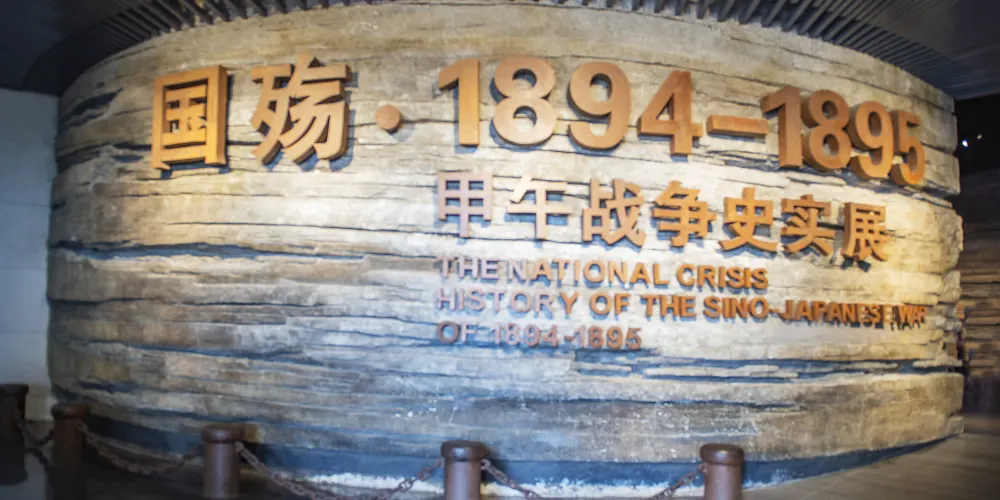 国殇·1894-1895
甲午战争史实展
THE NATIONAL CRISIS
HISTORY OF THE SINO-JAPANESE WAR
OF 1894-1895